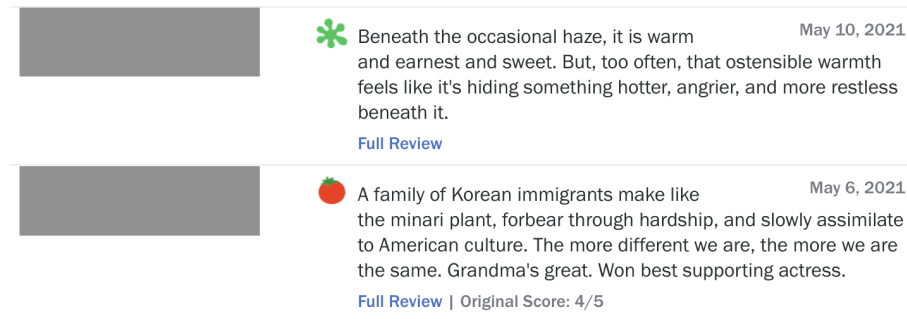 Beneath the occasional haze, it is warm
May 10, 2021
and earnest and sweet. But, too often, that ostensible warmth
feels like it's hiding something hotter, angrier, and more restless
beneath it.
Full Review
A family of Korean immigrants make like
May 6, 2021
the minari plant, forbear through hardship, and slowly assimilate
to American culture. The more different we are, the more we are
the same. Grandma's great. Won best supporting actress.
Full Review | Original Score: 4/5